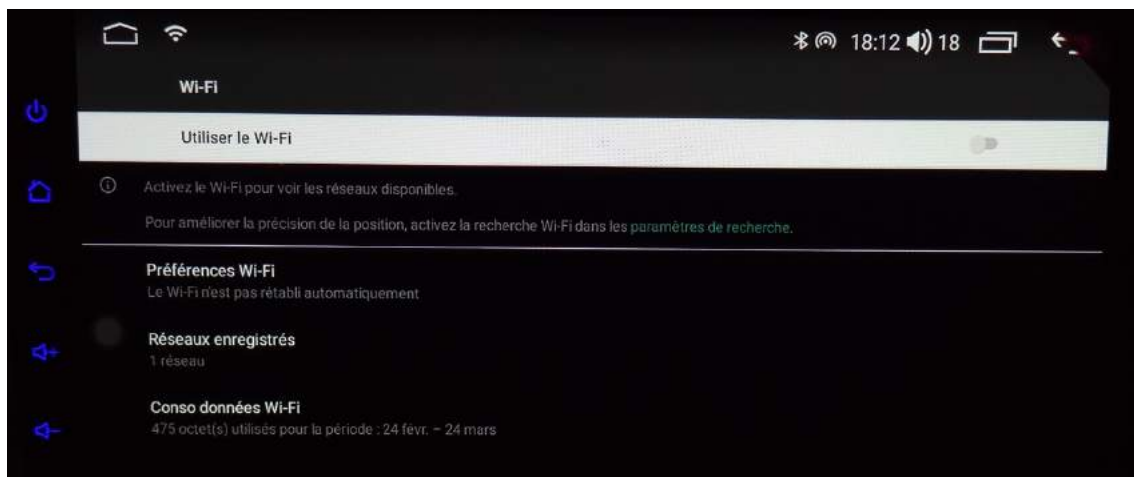 18:12 18
Wi-Fi
Utiliser le Wi-Fi
Activez le Wi-Fi pour voir les réseaux disponibles.
Pour améliorer la précision de la position, activez la recherche Wi-Fi dans les paramètres de recherche.
Préférences Wi-Fi
Le Wi-Fi n'est pas rétabli automatiquement
Réseaux enregistrés
1 réseau
Conso données Wi-Fi
475 octet(s) utilisés pour la période : 24 févr. – 24 mars